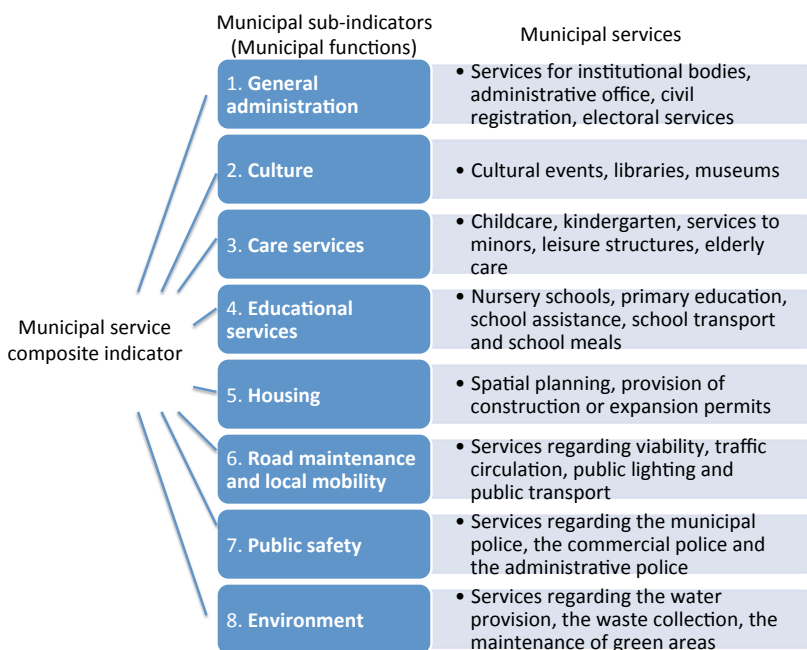 Municipal sub-indicators
(Municipal functions)
Municipal services
1. General
administration
• Services for institutional bodies,
administrative office, civil
registration, electoral services
2. Culture
• Cultural events, libraries, museums
3. Care services
• Childcare, kindergarten, services to
minors, leisure structures, elderly
care
Municipal service
composite indicator
4. Educational
services
• Nursery schools, primary education,
school assistance, school transport
and school meals
5. Housing
• Spatial planning, provision of
construction or expansion permits
6. Road maintenance
and local mobility
• Services regarding viability, traffic
circulation, public lighting and
public transport
7. Public safety
• Services regarding the municipal
police, the commercial police and
the administrative police
8. Environment
• Services regarding the water
provision, the waste collection, the
maintenance of green areas